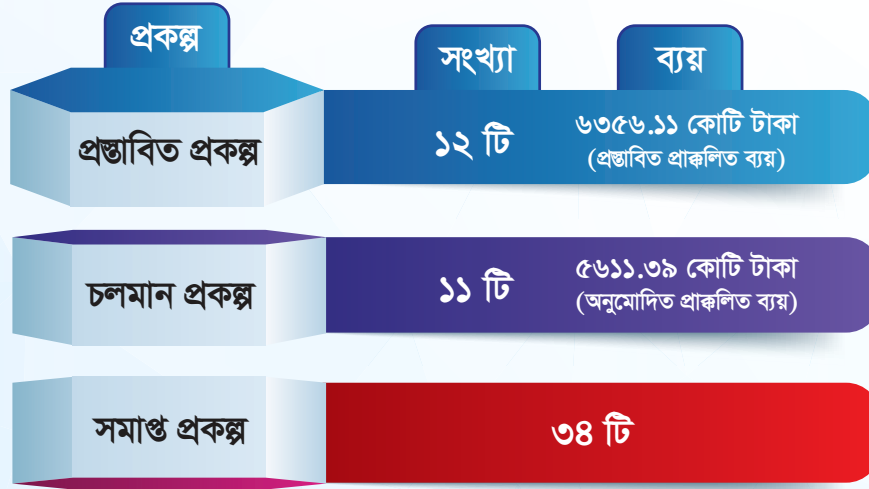 প্রকল্প
সংখ্যা
ব্যয়
প্রস্তাবিত প্রকল্প
১২ টি
৬৩৫৬.১১ কোটি টাকা
(প্রস্তাবিত প্রাক্কলিত ব্যয়)
চলমান প্রকল্প
১১ টি
৫৬১১.৩৯ কোটি টাকা
(অনুমোদিত প্রাক্কলিত ব্যয়)
সমাপ্ত প্রকল্প
৩৪ টি